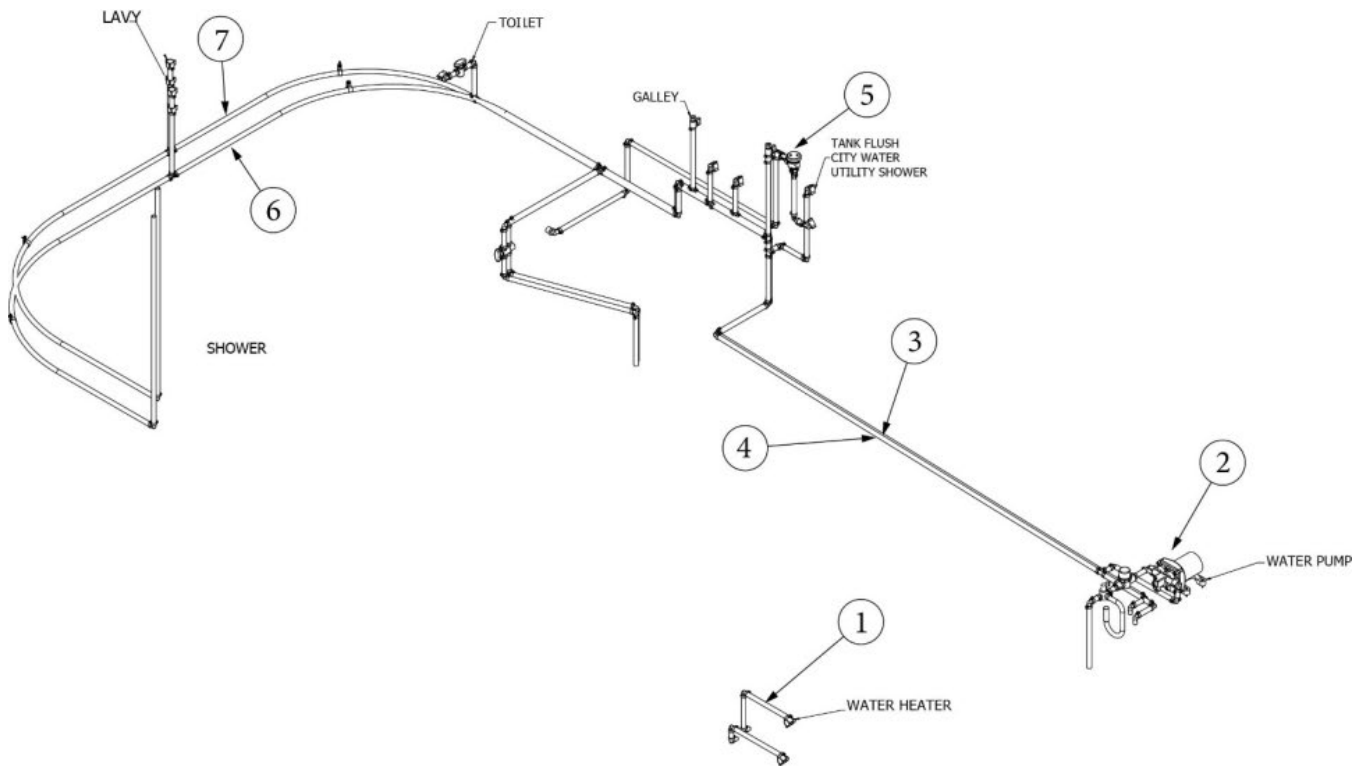 LAVY
7
TOILET
GALLEY
5
TANK FLUSH
CITY WATER
UTILITY SHOWER
6
SHOWER
3
4
2
WATER PUMP
1
WATER HEATER